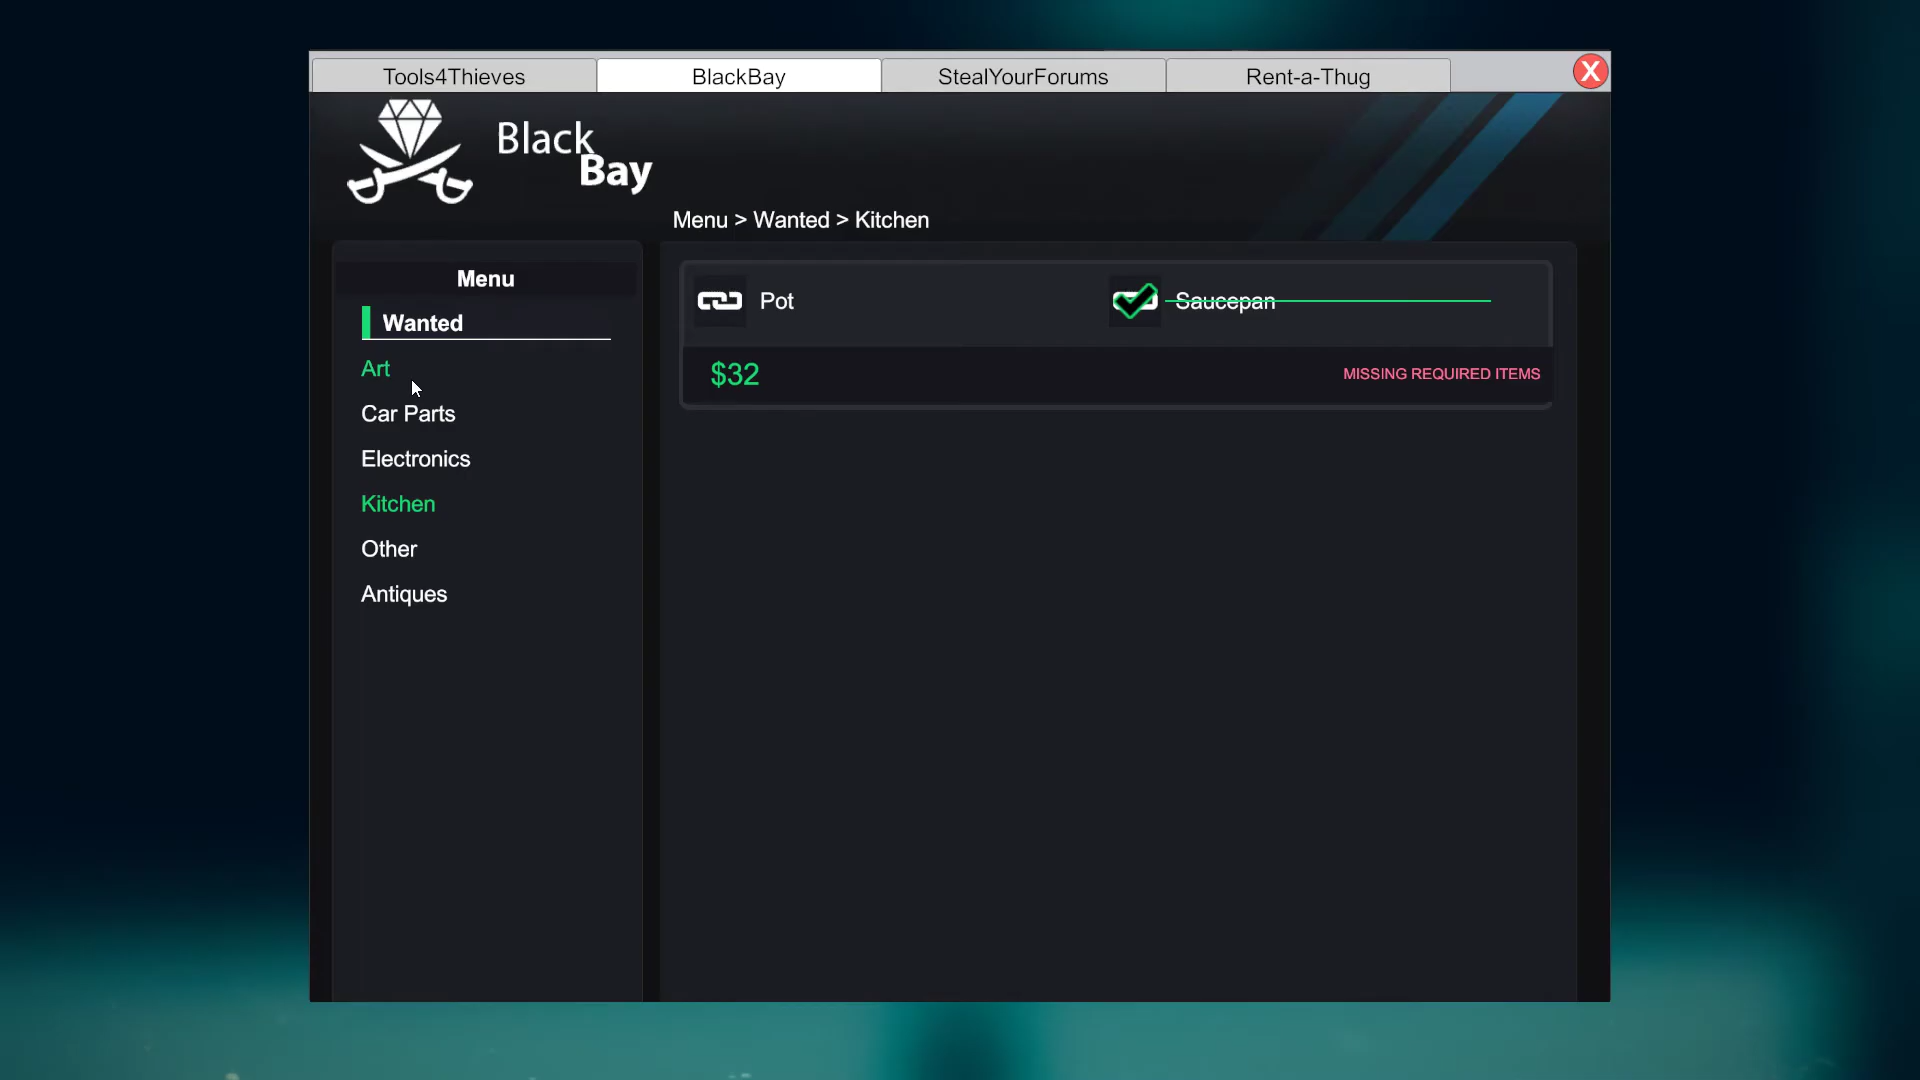 Tools4Thieves
BlackBay
StealYourForums
Rent-a-Thug
X
Black
Bay
Menu > Wanted > Kitchen
Menu
Wanted
Art
Car Parts
Electronics
Kitchen
Other
Antiques
Pot
Saucepan
$32
MISSING REQUIRED ITEMS